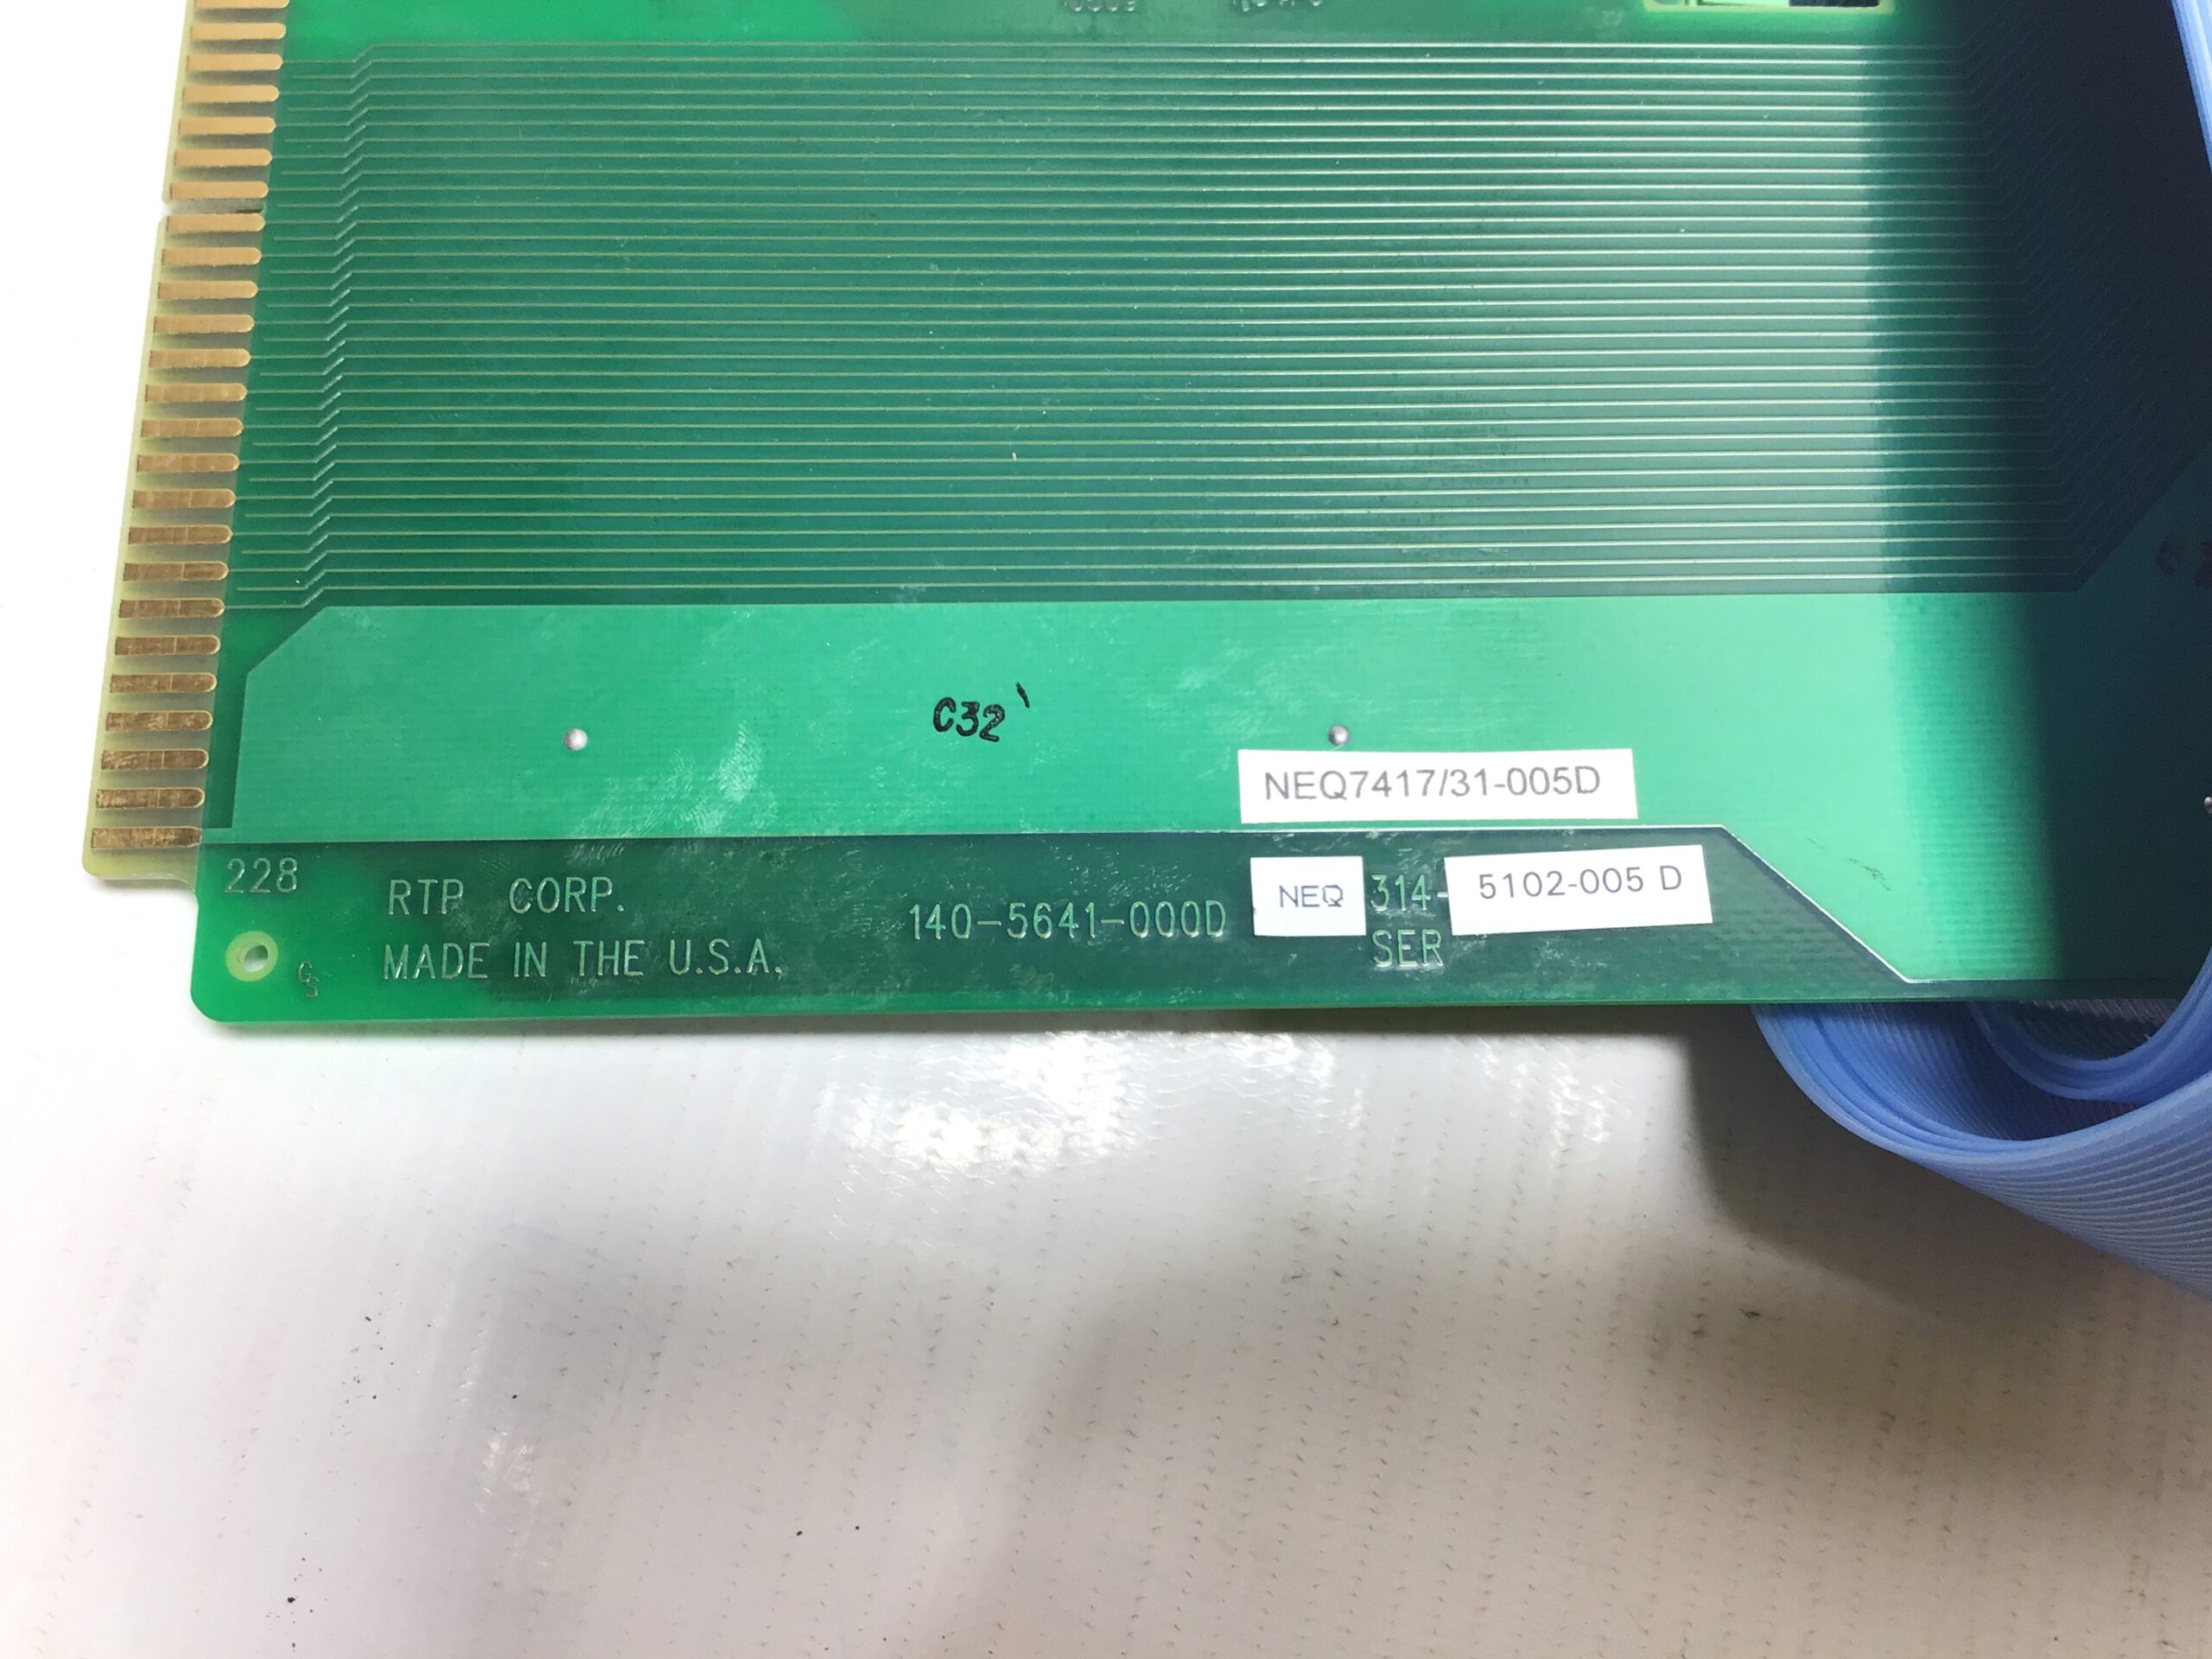 C32
NEQ7417/31-005D
228
RTP CORP.
140-5641-000D NEQ 314- 5102-005 D
MADE IN THE U.S.A.
SER